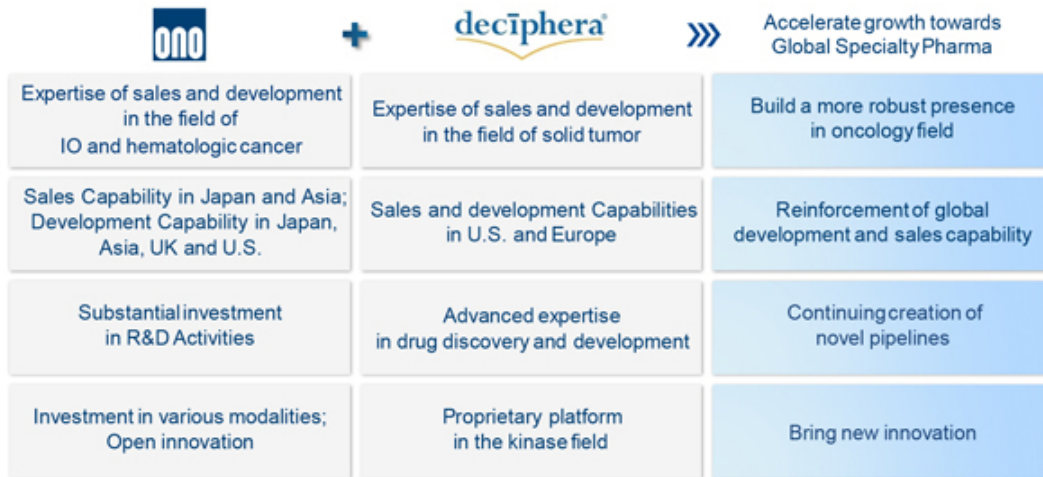 ONO
+
decīphera®
Accelerate growth towards
Global Specialty Pharma
Expertise of sales and development
in the field of
IO and hematologic cancer
Expertise of sales and development
in the field of solid tumor
Build a more robust presence
in oncology field
Sales Capability in Japan and Asia;
Development Capability in Japan,
Asia, UK and U.S.
Sales and development Capabilities
in U.S. and Europe
Reinforcement of global
development and sales capability
Substantial investment
in R&D Activities
Advanced expertise
in drug discovery and development
Continuing creation of
novel pipelines
Investment in various modalities;
Open innovation
Proprietary platform
in the kinase field
Bring new innovation